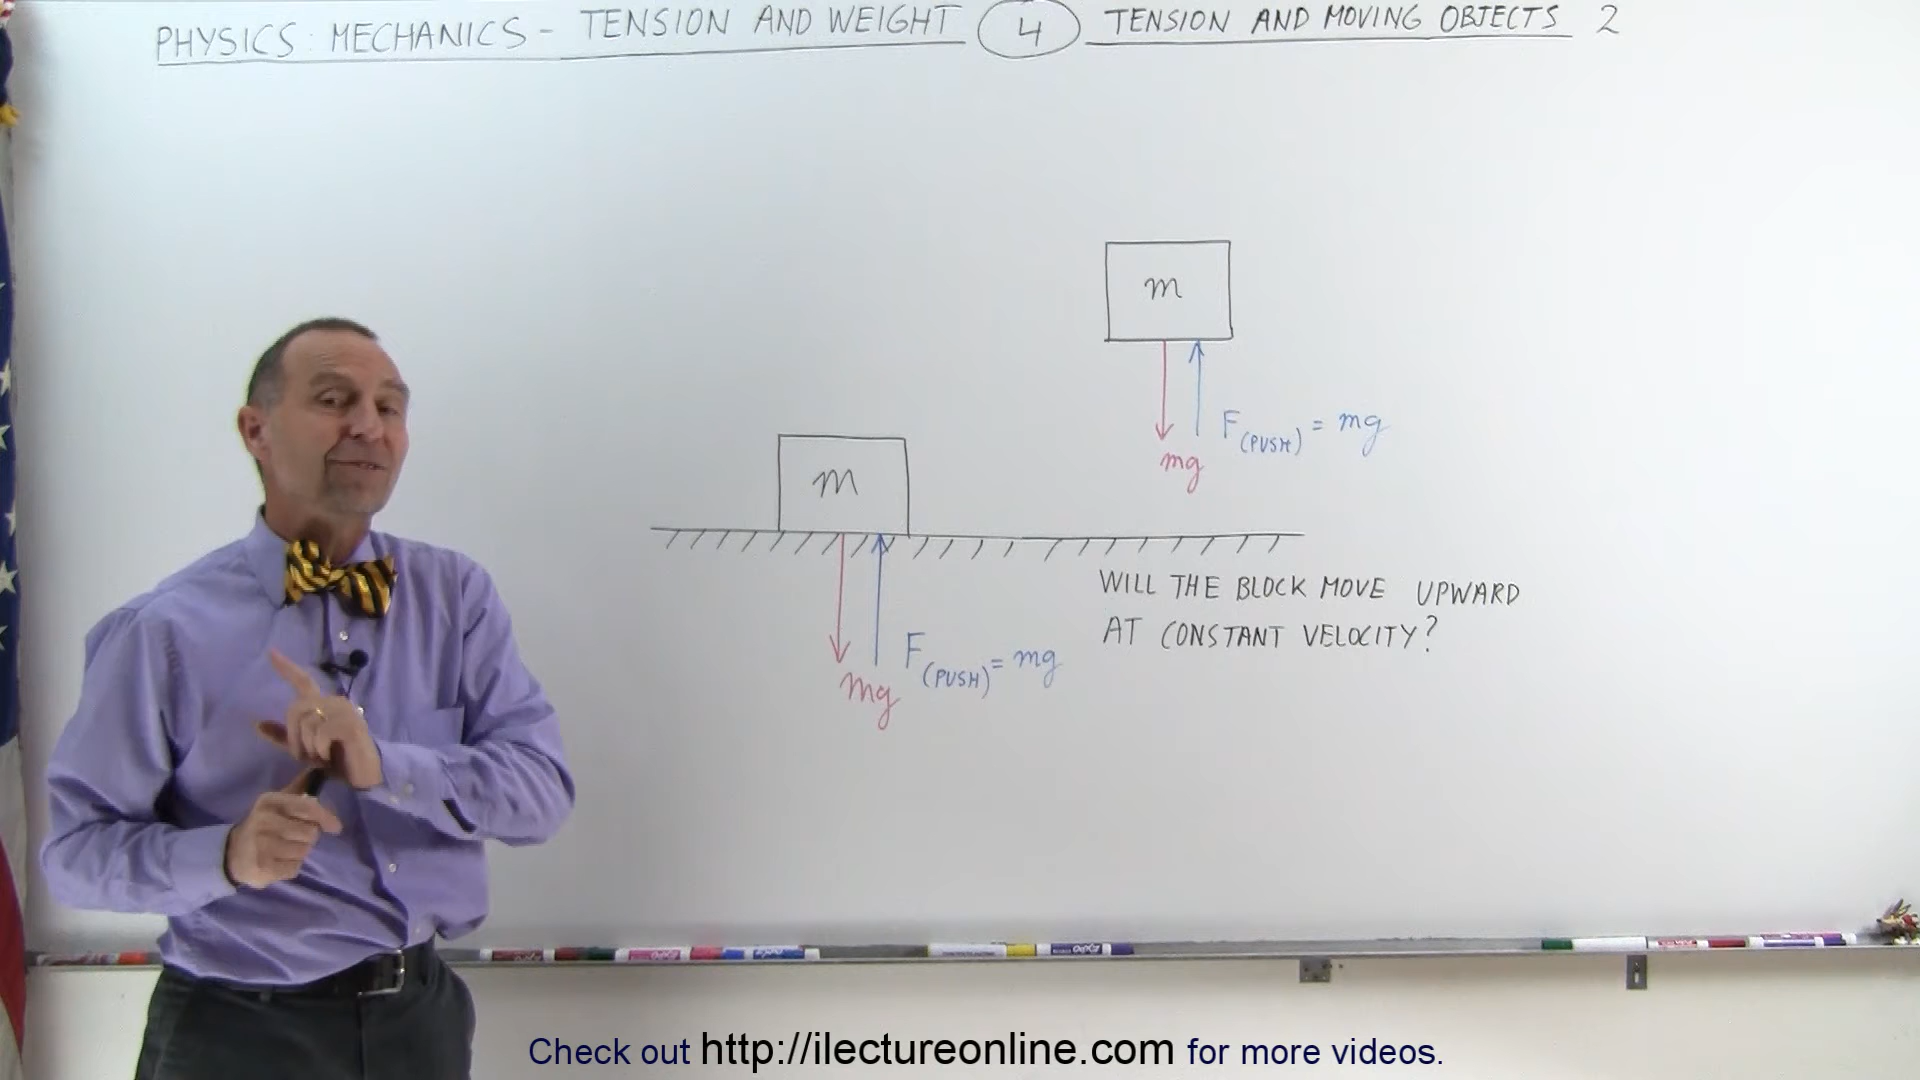 PHYSICS: MECHANICS - TENSION AND WEIGHT 4 TENSION AND MOVING OBJECTS 2
m
F(PUSH) = mg
mg
m
WILL THE BLOCK MOVE UPWARD
AT CONSTANT VELOCITY?
F(PUSH) = mg
mg
Check out http://ilectureonline.com for more videos.